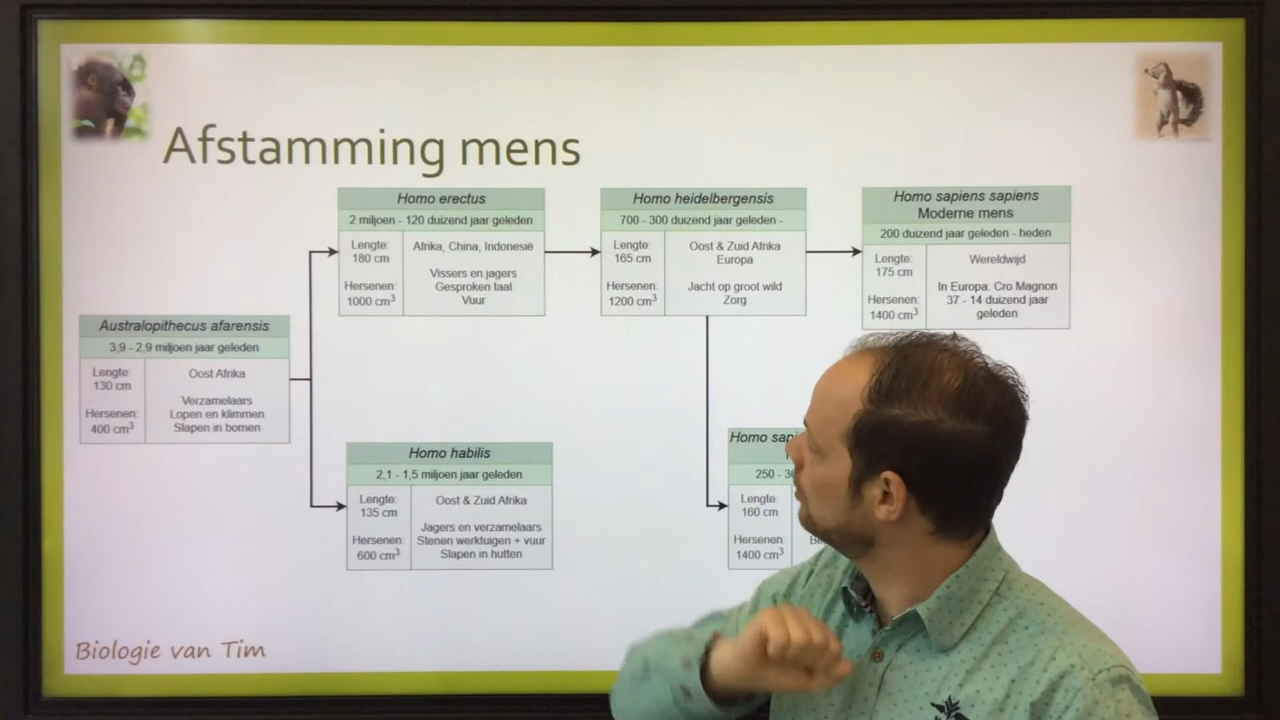 Afstamming mens
Homo erectus
2 miljoen - 120 duizend jaar geleden
Lengte:
180 cm
Hersenen:
1000 cm³
Afrika, China, Indonesië
Vissers en jagers
Gesproken taal
Vuur
Homo heidelbergensis
700 - 300 duizend jaar geleden -
Lengte:
165 cm
Hersenen:
1200 cm³
Oost & Zuid Afrika
Europa
Jacht op groot wild
Zorg
Homo sapiens sapiens
Moderne mens
200 duizend jaar geleden - heden
Lengte:
175 cm
Hersenen:
1400 cm³
Wereldwijd
In Europa: Cro Magnon
37 - 14 duizend jaar
geleden
Australopithecus afarensis
3,9 - 2,9 miljoen jaar geleden
Lengte:
130 cm
Hersenen:
400 cm³
Oost Afrika
Verzamelaars
Lopen en klimmen
Slapen in bomen
Homo habilis
2,1 - 1,5 miljoen jaar geleden
Lengte:
135 cm
Hersenen:
600 cm³
Oost & Zuid Afrika
Jagers en verzamelaars
Stenen werktuigen + vuur
Slapen in hutten
Homo
250 -
Lengte:
160 cm
Hersenen:
1400 cm³
Biologie van Tim